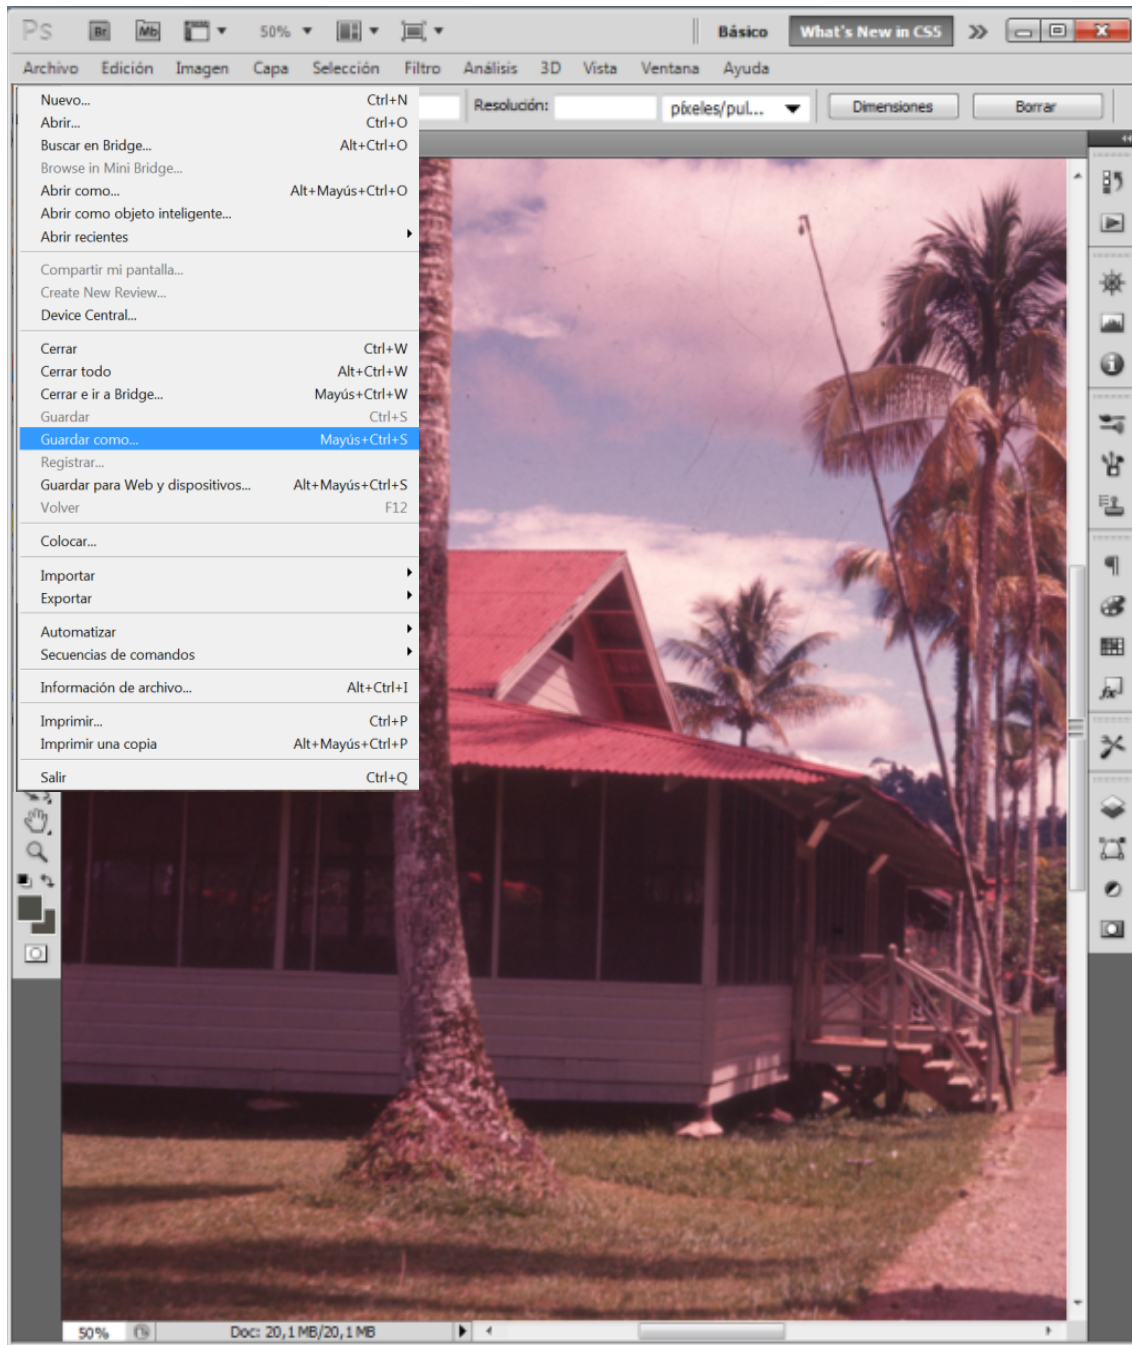 Ps Br Mb 50% Básico What's New in CS5
Archivo Edición Imagen Capa Selección Filtro Análisis 3D Vista Ventana Ayuda
Resolución: píxeles/pul... Dimensiones Borrar
Nuevo... Ctrl+N
Abrir... Ctrl+O
Buscar en Bridge... Alt+Ctrl+O
Browse in Mini Bridge...
Abrir como... Alt+Mayús+Ctrl+O
Abrir como objeto inteligente...
Abrir recientes
Compartir mi pantalla...
Create New Review...
Device Central...
Cerrar Ctrl+W
Cerrar todo Alt+Ctrl+W
Cerrar e ir a Bridge... Mayús+Ctrl+W
Guardar Ctrl+S
Guardar como... Mayús+Ctrl+S
Registrar...
Guardar para Web y dispositivos... Alt+Mayús+Ctrl+S
Volver F12
Colocar...
Importar
Exportar
Automatizar
Secuencias de comandos
Información de archivo... Alt+Ctrl+I
Imprimir... Ctrl+P
Imprimir una copia Alt+Mayús+Ctrl+P
Salir Ctrl+Q
50% Doc: 20,1 MB/20,1 MB